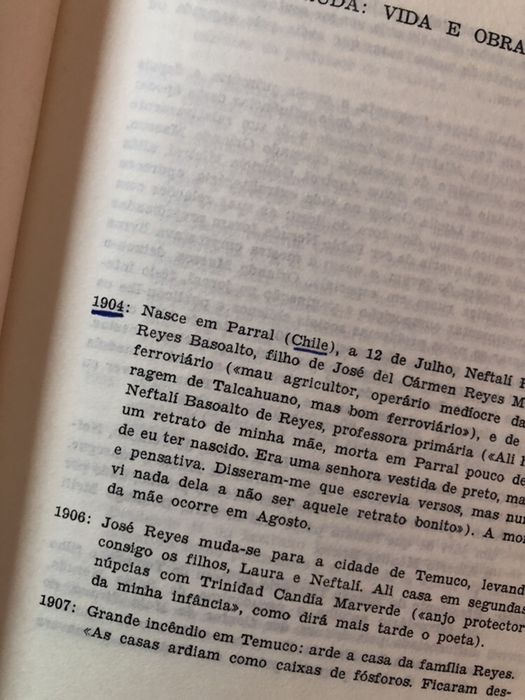 UDA: VIDA E OBRA
1904: Nasce em Parral (Chile), a 12 de Julho, Neftalí
Reyes Basoalto, filho de José del Cármen Reyes M
ferroviário («mau agricultor, operário medíocre da
ragem de Talcahuano, mas bom ferroviário»), e de
Neftalí Basoalto de Reyes, professora primária («Ali
um retrato de minha mãe, morta em Parral pouco de
de eu ter nascido. Era uma senhora vestida de preto, ma
e pensativa. Disseram-me que escrevia versos, mas nun
vi nada dela a não ser aquele retrato bonito»). A mor
da mãe ocorre em Agosto.
1906: José Reyes muda-se para a cidade de Temuco, levand
consigo os filhos, Laura e Neftalí. Ali casa em segundas
núpcias com Trinidad Candía Marverde («anjo protector
da minha infância», como dirá mais tarde o poeta).
1907: Grande incêndio em Temuco: arde a casa da família Reyes.
«As casas ardiam como caixas de fósforos. Ficaram des-